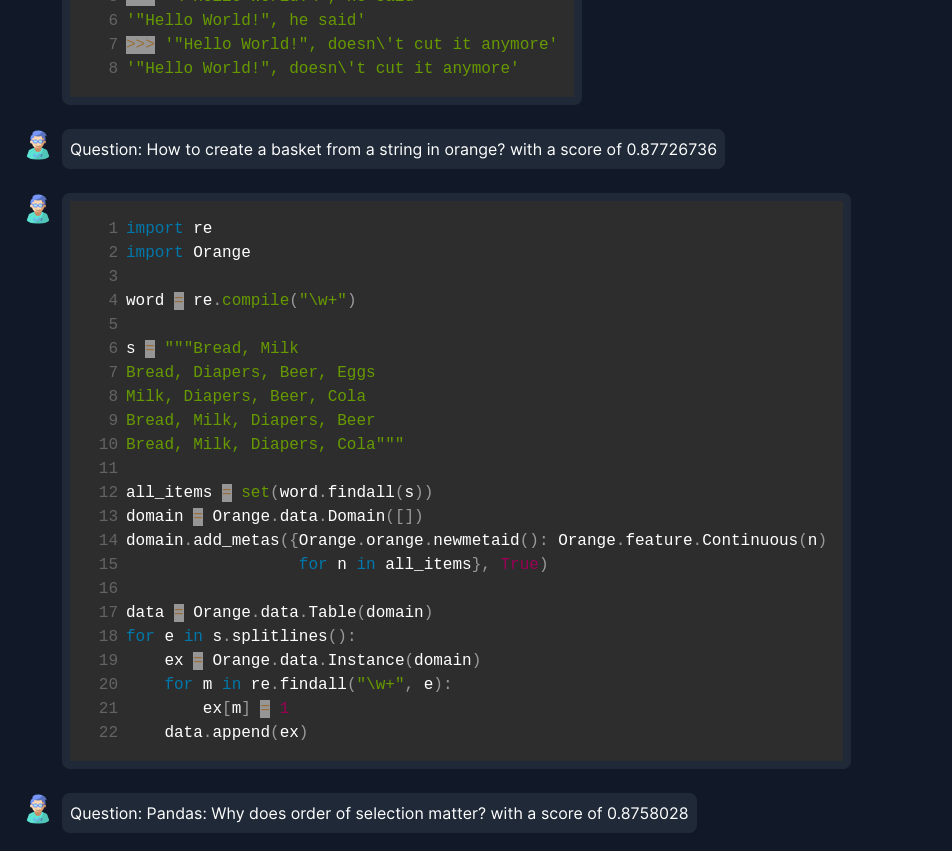 6 '"Hello World!", he said'
7 >>> '"Hello World!", doesn\'t cut it anymore'
8 '"Hello World!", doesn\'t cut it anymore'
Question: How to create a basket from a string in orange? with a score of 0.87726736
1 import re
2 import Orange
3
4 word = re.compile("\w+")
5
6 s = """Bread, Milk
7 Bread, Diapers, Beer, Eggs
8 Milk, Diapers, Beer, Cola
9 Bread, Milk, Diapers, Beer
10 Bread, Milk, Diapers, Cola"""
11
12 all_items = set(word.findall(s))
13 domain = Orange.data.Domain([])
14 domain.add_metas({Orange.orange.newmetaid(): Orange.feature.Continuous(n)
15                   for n in all_items}, True)
16
17 data = Orange.data.Table(domain)
18 for e in s.splitlines():
19     ex = Orange.data.Instance(domain)
20     for m in re.findall("\w+", e):
21         ex[m] = 1
22     data.append(ex)
Question: Pandas: Why does order of selection matter? with a score of 0.8758028